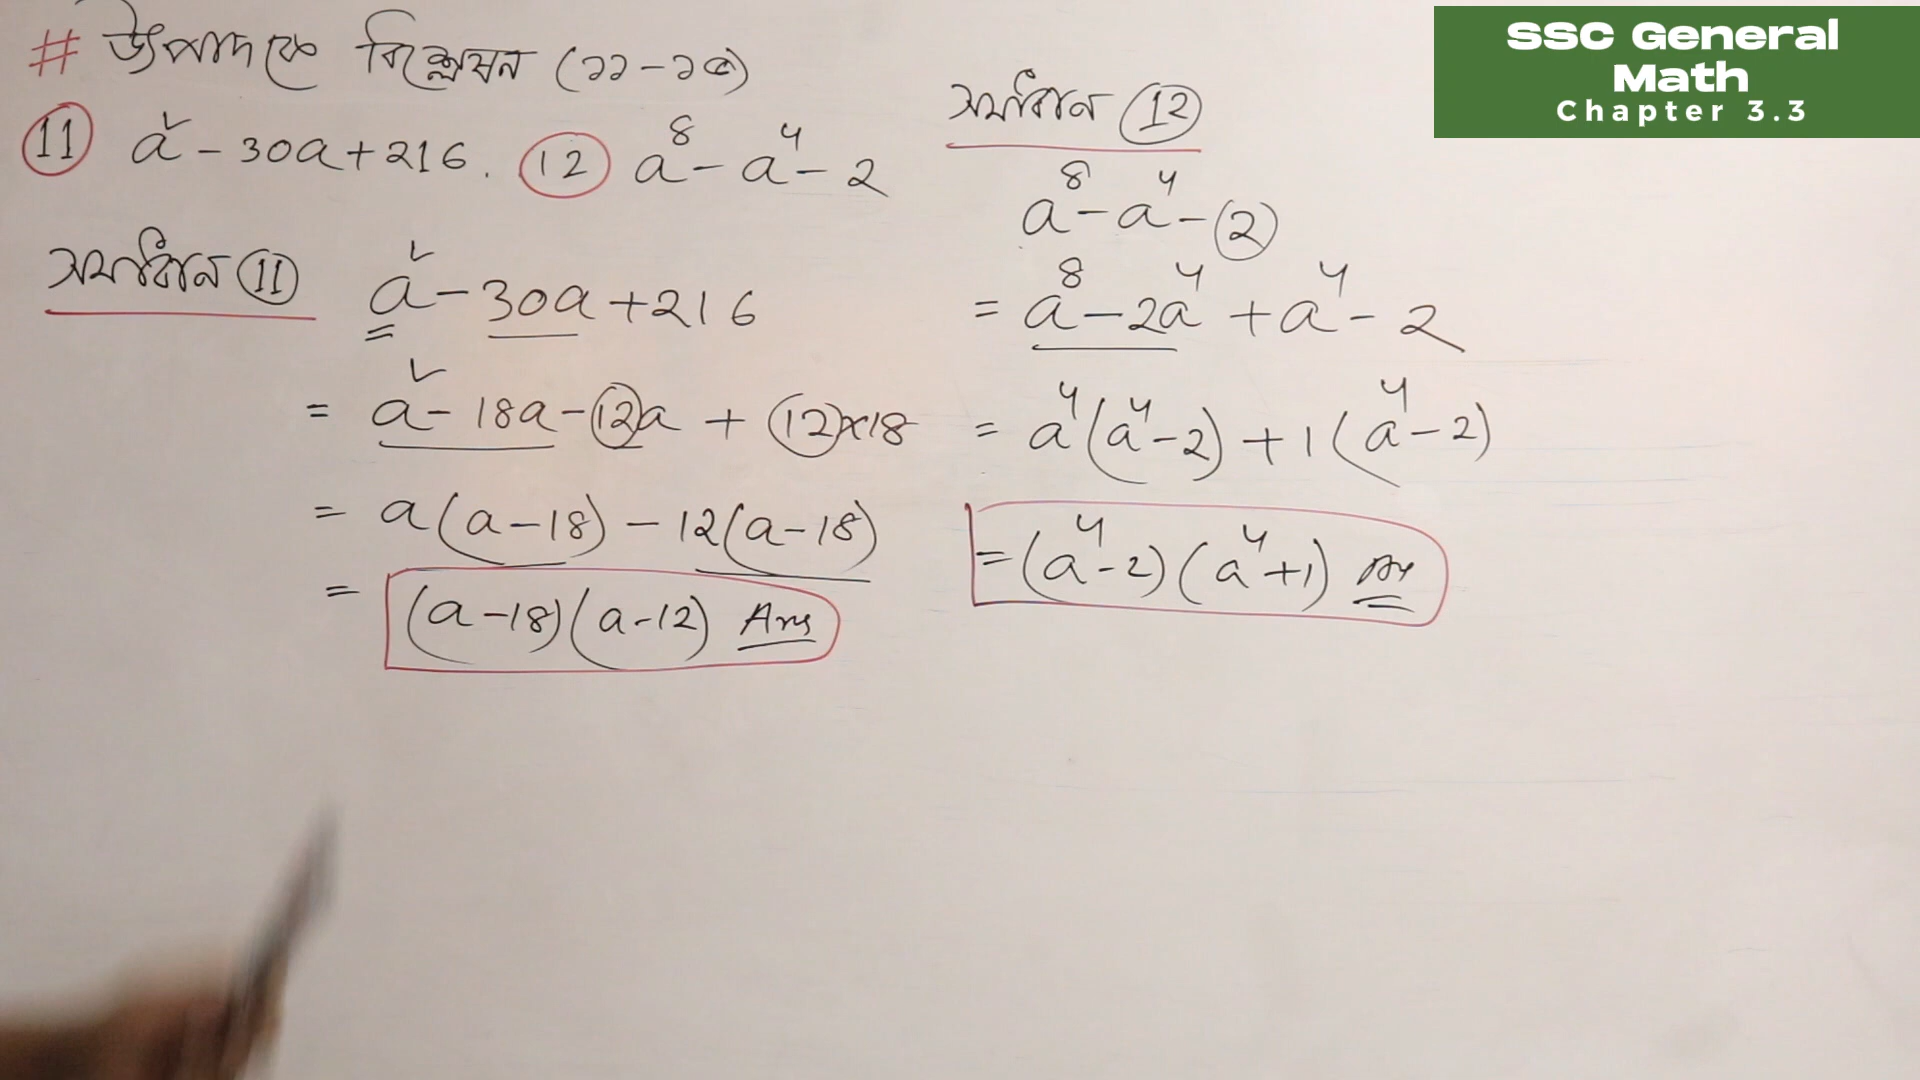 # উৎপাদকে বিশ্লেষন (১১-১৫)
11 a² - 30a + 216. 12 a⁸ - a⁴ - 2
সমাধান 11 a² - 30a + 216
= a² - 18a - 12a + 12×18
= a(a-18) - 12(a-18)
= (a-18)(a-12) Ans
সমাধান 12
a⁸ - a⁴ - 2
= a⁸ - 2a⁴ + a⁴ - 2
= a⁴(a⁴-2) + 1(a⁴-2)
= (a⁴-2)(a⁴+1) Ans
SSC General
Math
Chapter 3.3